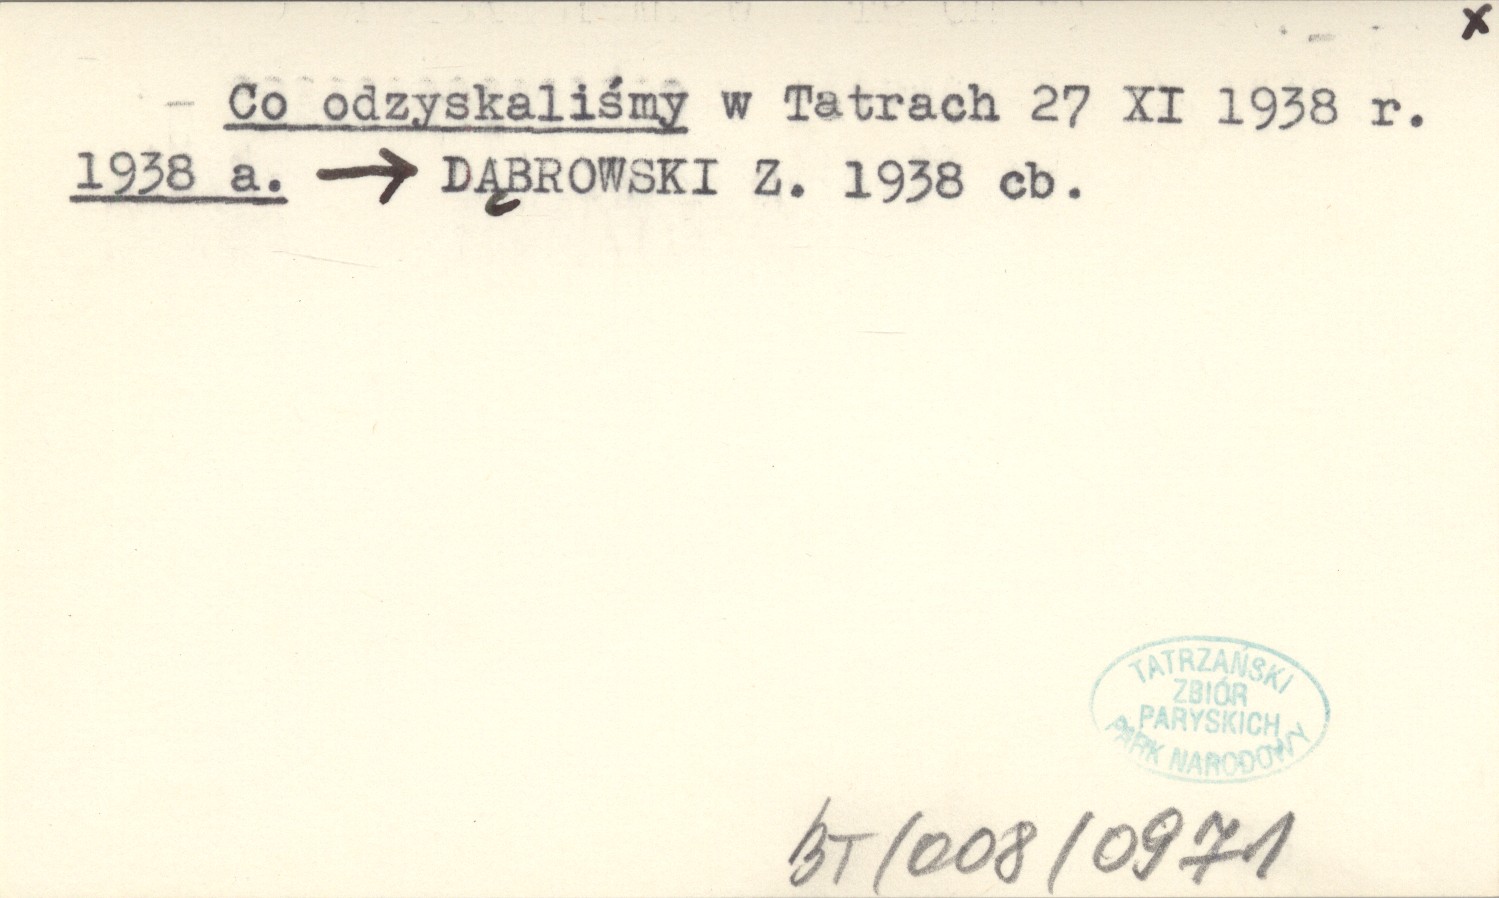 x
- Co odzyskaliśmy w Tatrach 27 XI 1938 r.
1938 a. → DĄBROWSKI Z. 1938 cb.
TATRZAŃSKI
ZBIÓR
PARYSKICH
PARK NARODOWY
BT/008/0971